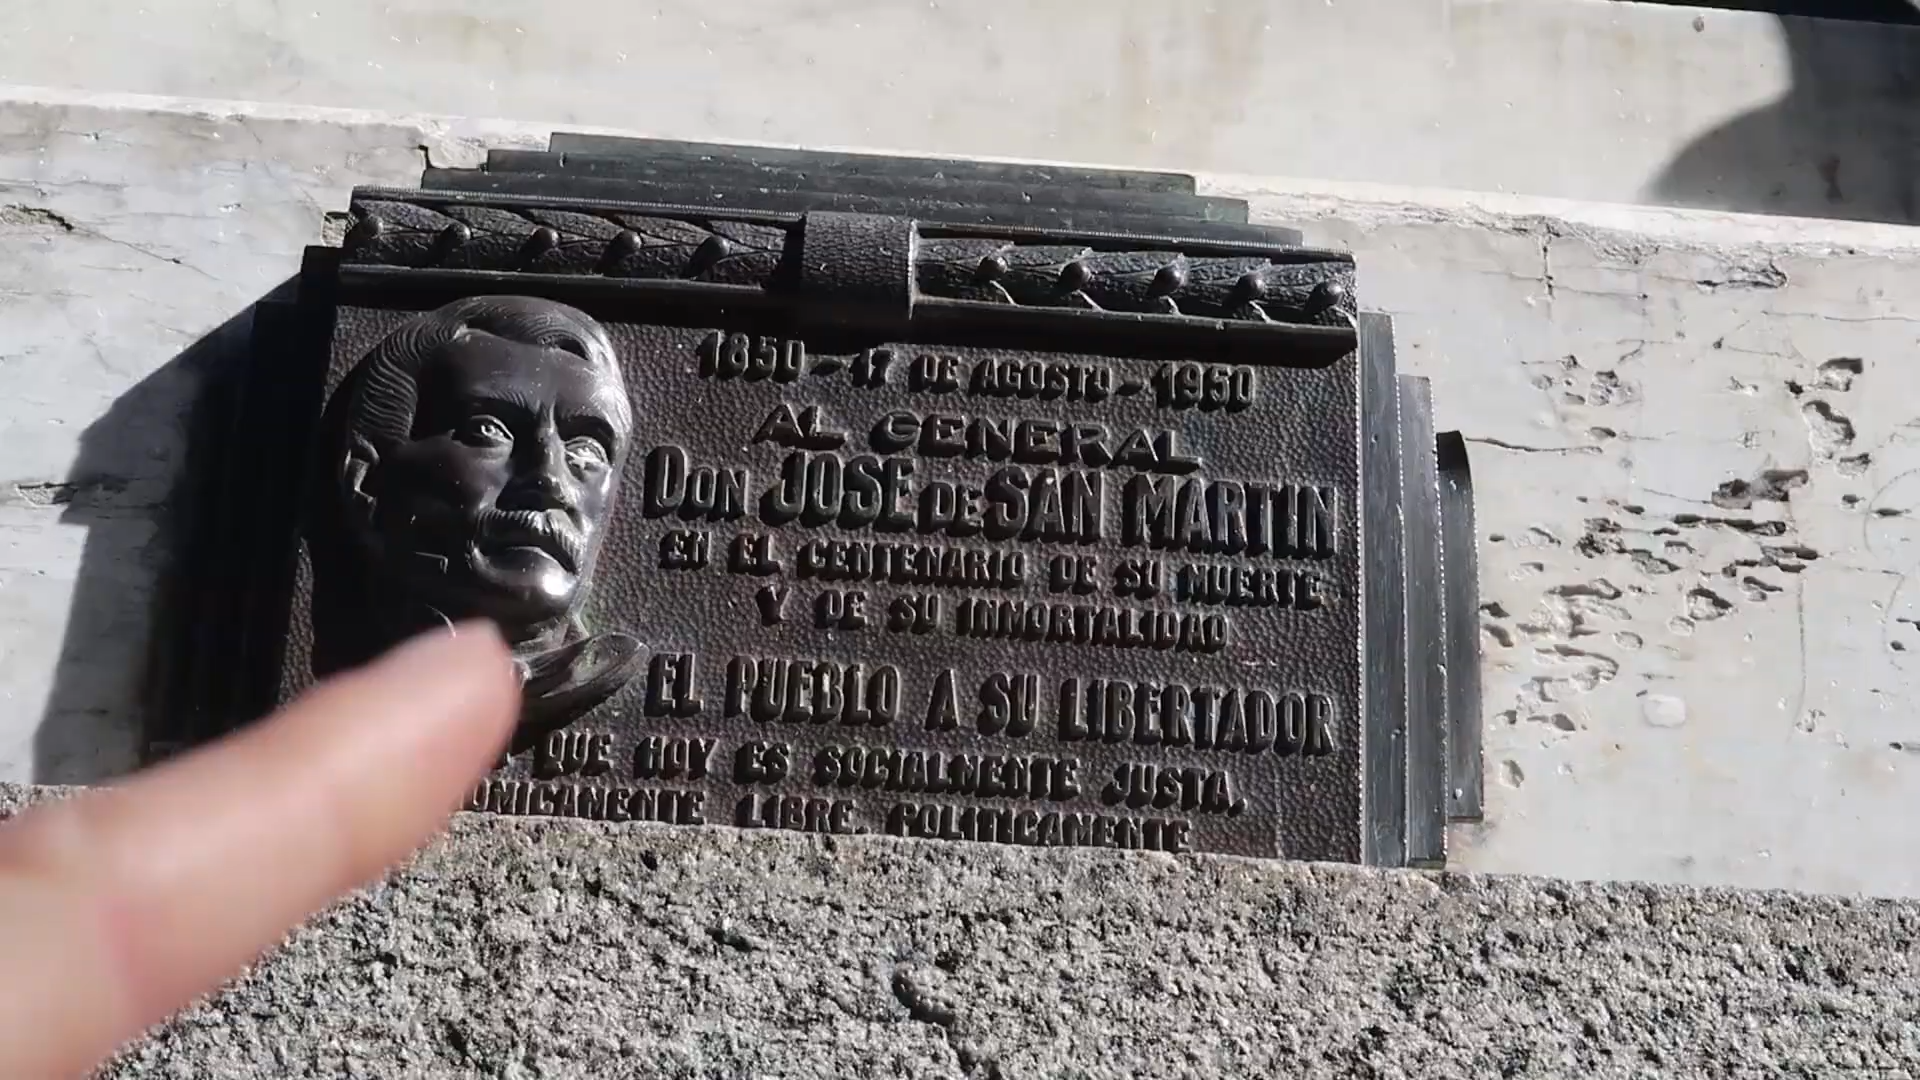 1850 - 17 DE AGOSTO - 1950
AL GENERAL
DON JOSE DE SAN MARTIN
EN EL CENTENARIO DE SU MUERTE
Y DE SU INMORTALIDAD
EL PUEBLO A SU LIBERTADOR
QUE HOY ES SOCIALMENTE JUSTA,
LIBRE, POLITICAMENTE